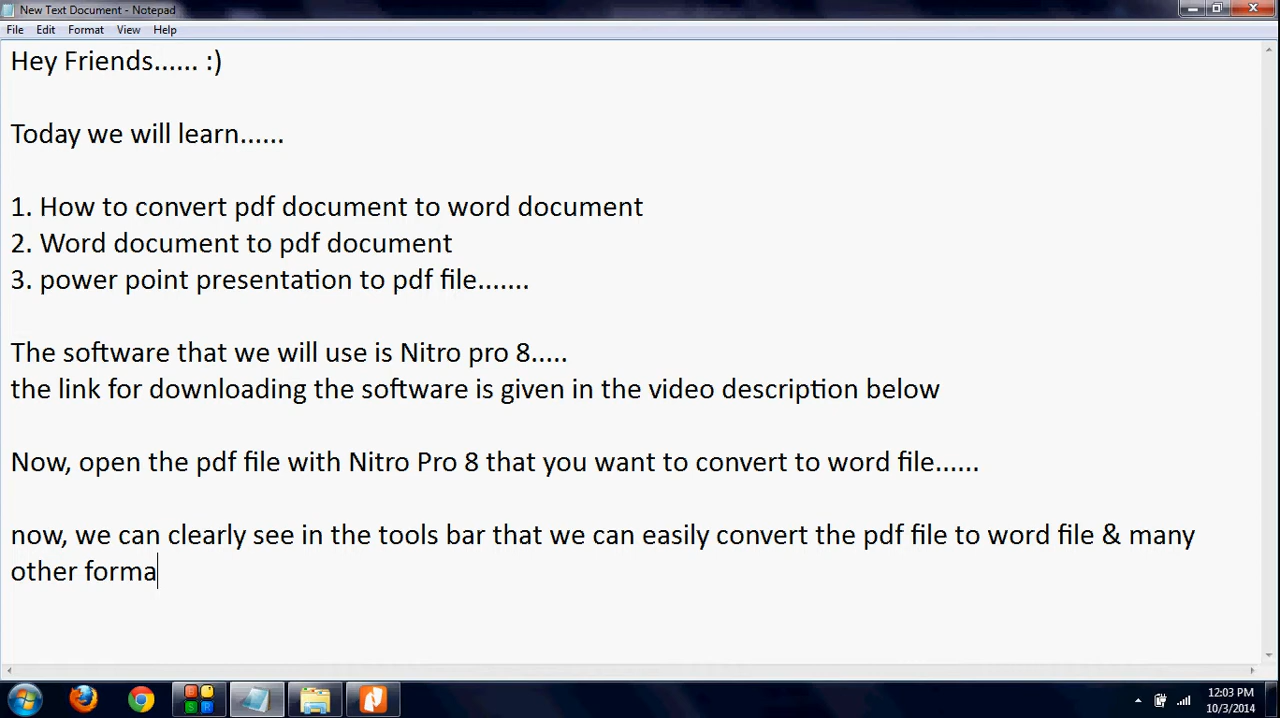 New Text Document - Notepad
File Edit Format View Help
Hey Friends...... :)
Today we will learn......
1. How to convert pdf document to word document
2. Word document to pdf document
3. power point presentation to pdf file.......
The software that we will use is Nitro pro 8.....
the link for downloading the software is given in the video description below
Now, open the pdf file with Nitro Pro 8 that you want to convert to word file......
now, we can clearly see in the tools bar that we can easily convert the pdf file to word file & many
other forma
12:03 PM
10/3/2014